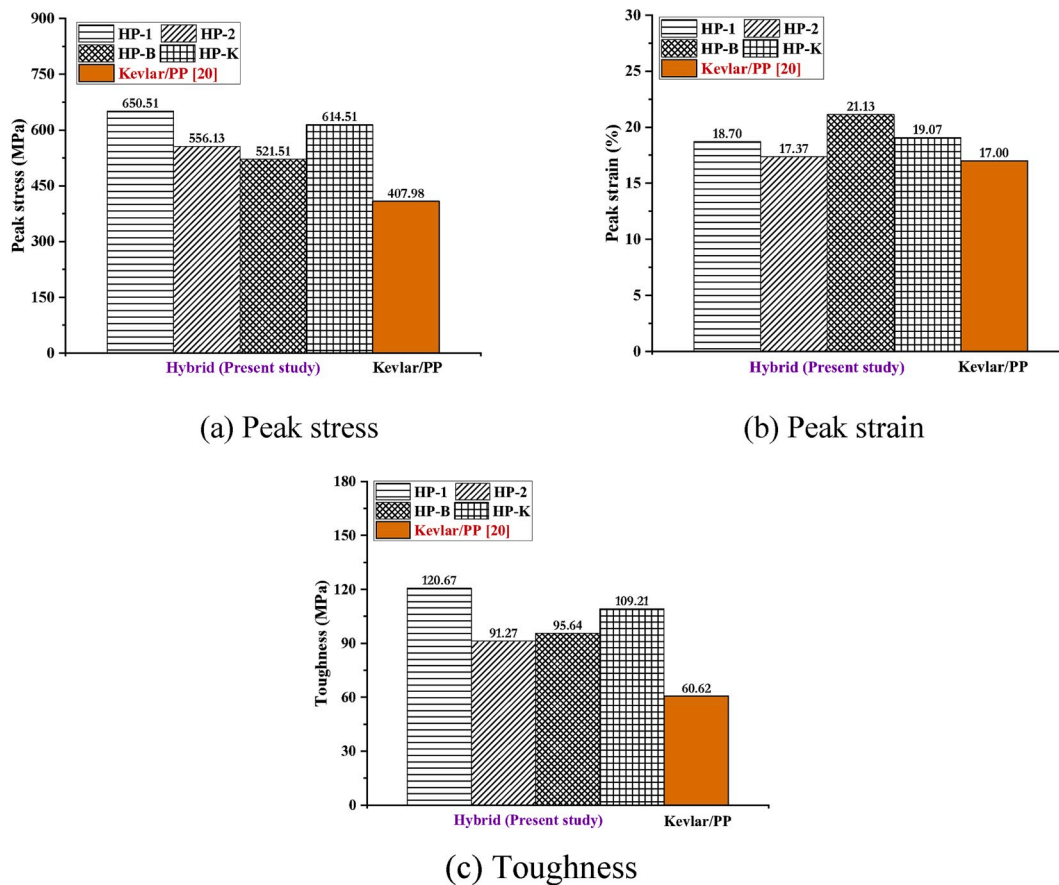 900
750
600
450
300
150
0
Peak stress (MPa)
HP-1 HP-2
HP-B HP-K
Kevlar/PP [20]
650.51
556.13
521.51
614.51
407.98
Hybrid (Present study) Kevlar/PP
(a) Peak stress
30
25
20
15
10
5
0
Peak strain (%)
HP-1 HP-2
HP-B HP-K
Kevlar/PP [20]
18.70
17.37
21.13
19.07
17.00
Hybrid (Present study) Kevlar/PP
(b) Peak strain
180
150
120
90
60
30
0
Toughness (MPa)
HP-1 HP-2
HP-B HP-K
Kevlar/PP [20]
120.67
91.27
95.64
109.21
60.62
Hybrid (Present study) Kevlar/PP
(c) Toughness